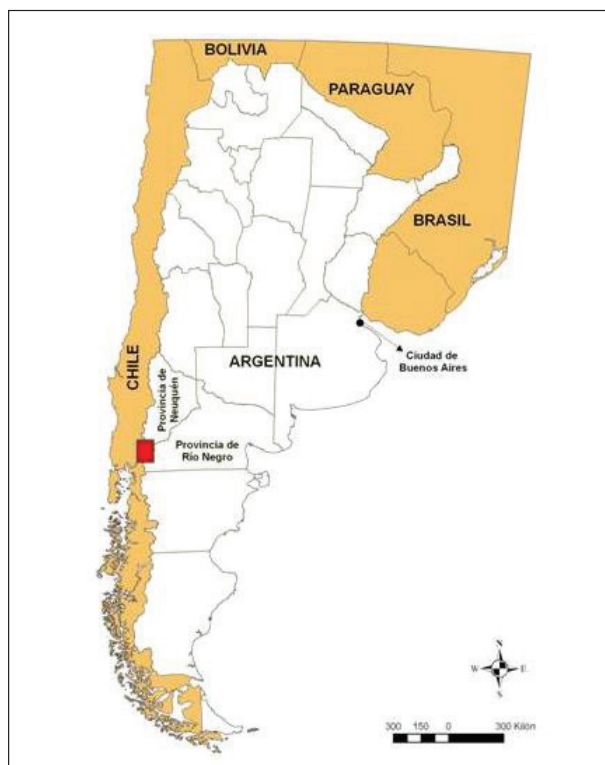 BOLIVIA
PARAGUAY
BRASIL
Ciudad de
Buenos Aires
ARGENTINA
CHILE
Provincia de
Neuquén
Provincia de
Río Negro
N
W E
S
300 150 0 300 Kilón